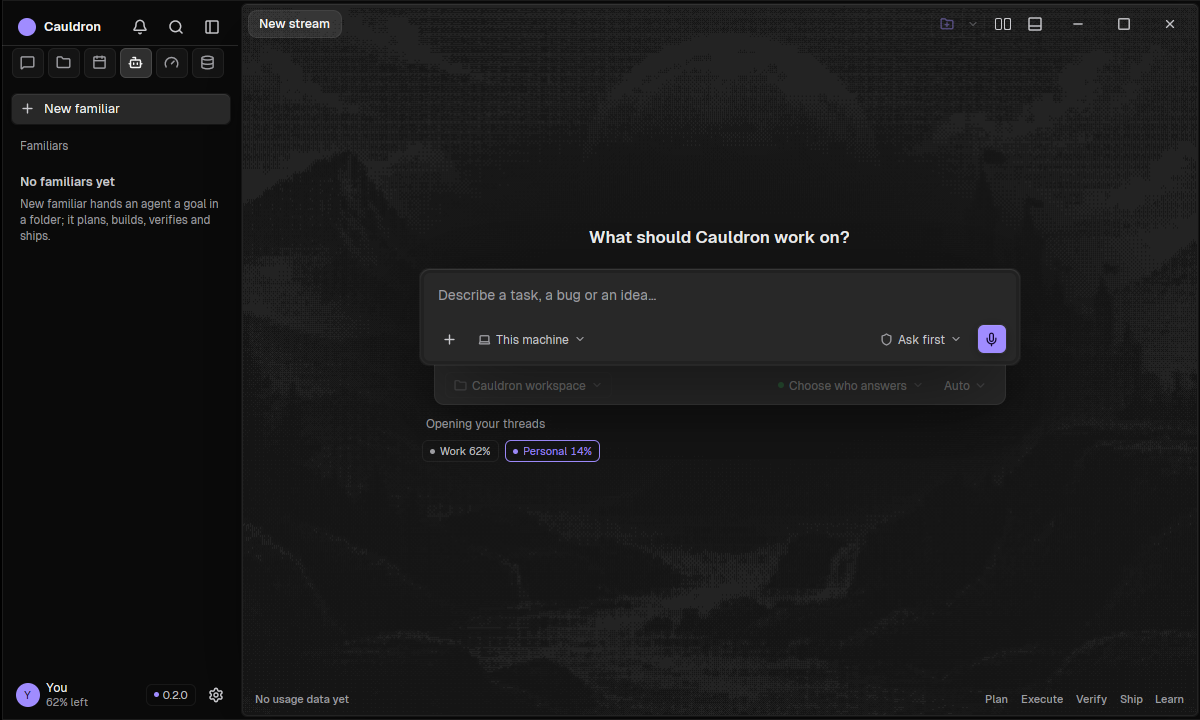 Cauldron
New familiar
Familiars
No familiars yet
New familiar hands an agent a goal in
a folder; it plans, builds, verifies and
ships.
Y
You
62% left
0.2.0
New stream
What should Cauldron work on?
Describe a task, a bug or an idea...
This machine
Ask first
Cauldron workspace
Choose who answers
Auto
Opening your threads
Work 62%
Personal 14%
No usage data yet
Plan
Execute
Verify
Ship
Learn